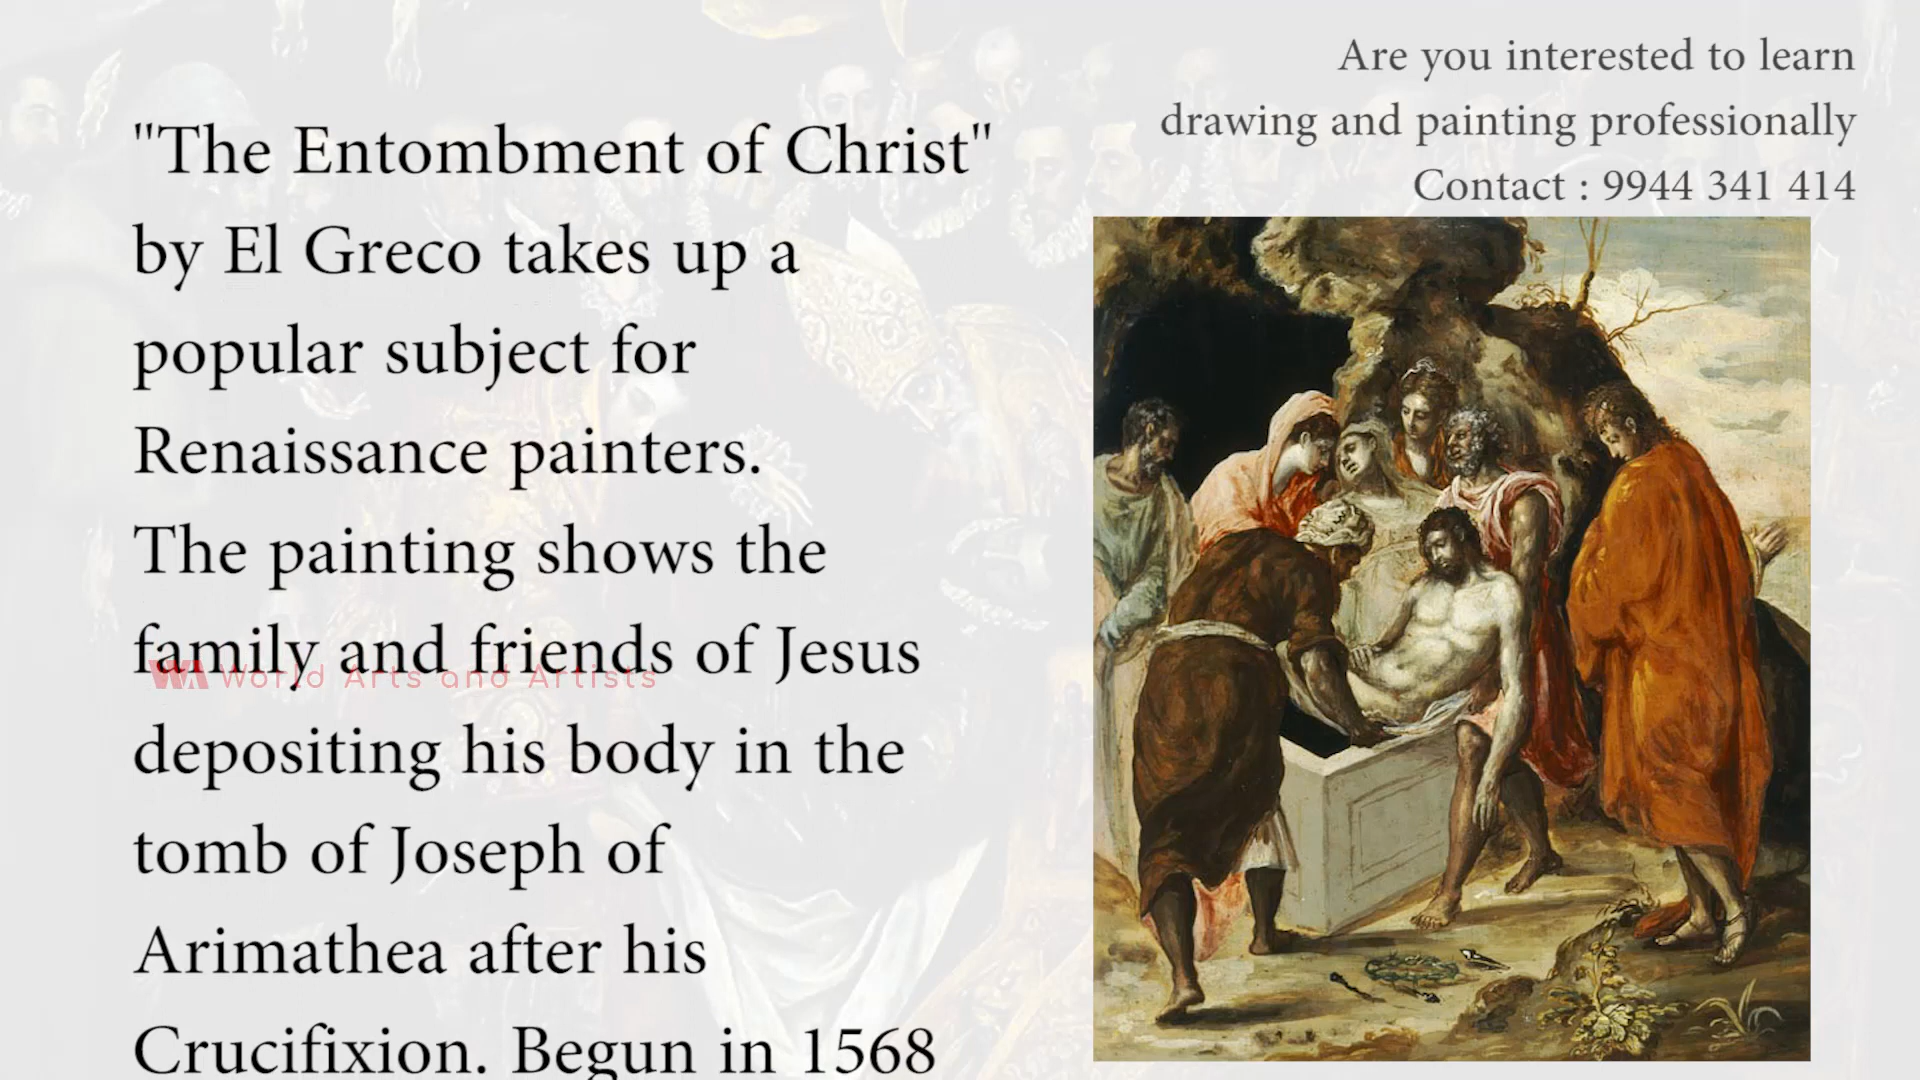 Are you interested to learn
drawing and painting professionally
Contact : 9944 341 414
"The Entombment of Christ"
by El Greco takes up a
popular subject for
Renaissance painters.
The painting shows the
family and friends of Jesus
WA World Arts and Artists
depositing his body in the
tomb of Joseph of
Arimathea after his
Crucifixion. Begun in 1568